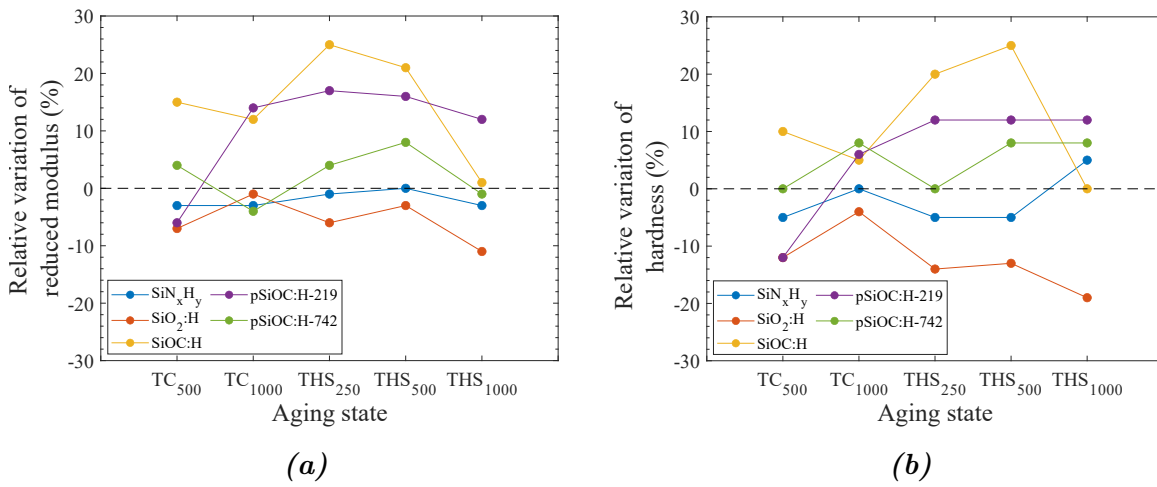 Relative variation of
reduced modulus (%)
30
20
10
0
-10
-20
-30
SiNxHy
SiO2:H
SiOC:H
pSiOC:H-219
pSiOC:H-742
TC500 TC1000 THS250 THS500 THS1000
Aging state
(a)
Relative variaiton of
hardness (%)
30
20
10
0
-10
-20
-30
SiNxHy
SiO2:H
SiOC:H
pSiOC:H-219
pSiOC:H-742
TC500 TC1000 THS250 THS500 THS1000
Aging state
(b)